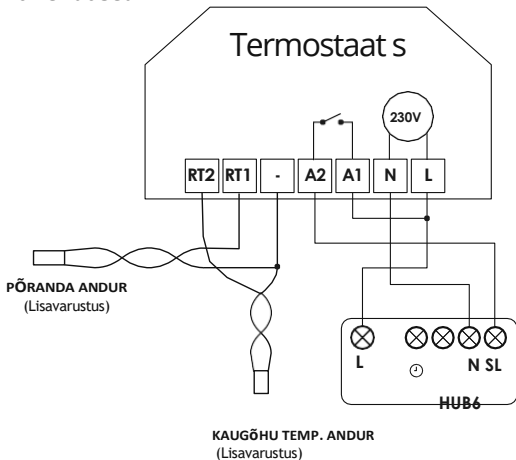 Termostaat s
230V
RT2 RT1 - A2 A1 N L
PÕRANDA ANDUR
(Lisavarustus)
L N SL
HUB6
KAUGÕHU TEMP. ANDUR
(Lisavarustus)